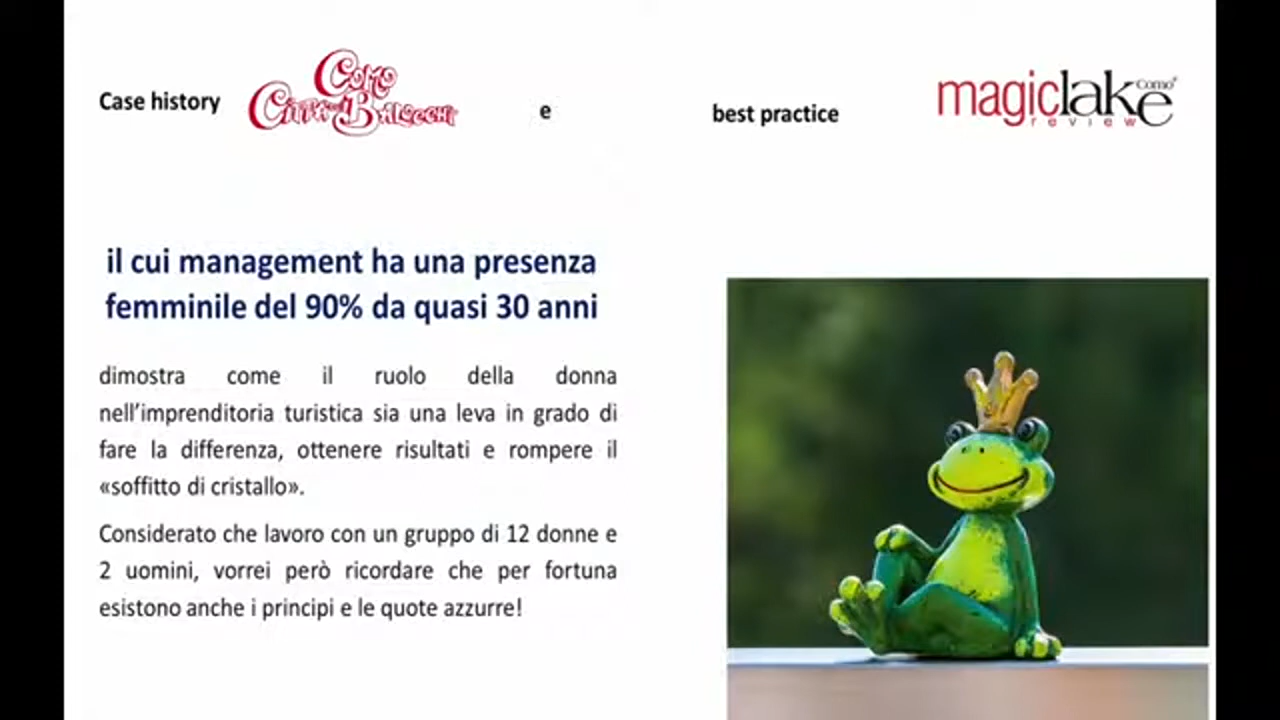 Case history
Como
Città dei Balocchi
e
best practice
magiclake
Como®
review
il cui management ha una presenza
femminile del 90% da quasi 30 anni
dimostra come il ruolo della donna
nell’imprenditoria turistica sia una leva in grado di
fare la differenza, ottenere risultati e rompere il
«soffitto di cristallo».
Considerato che lavoro con un gruppo di 12 donne e
2 uomini, vorrei però ricordare che per fortuna
esistono anche i principi e le quote azzurre!